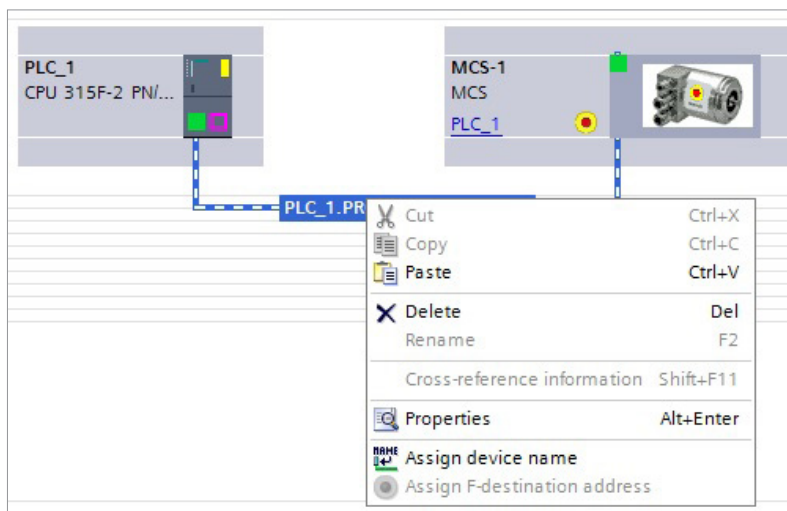 PLC_1
CPU 315F-2 PN/...
MCS-1
MCS
PLC_1
PLC_1.PR
Cut Ctrl+X
Copy Ctrl+C
Paste Ctrl+V
Delete Del
Rename F2
Cross-reference information Shift+F11
Properties Alt+Enter
NAME Assign device name
Assign F-destination address